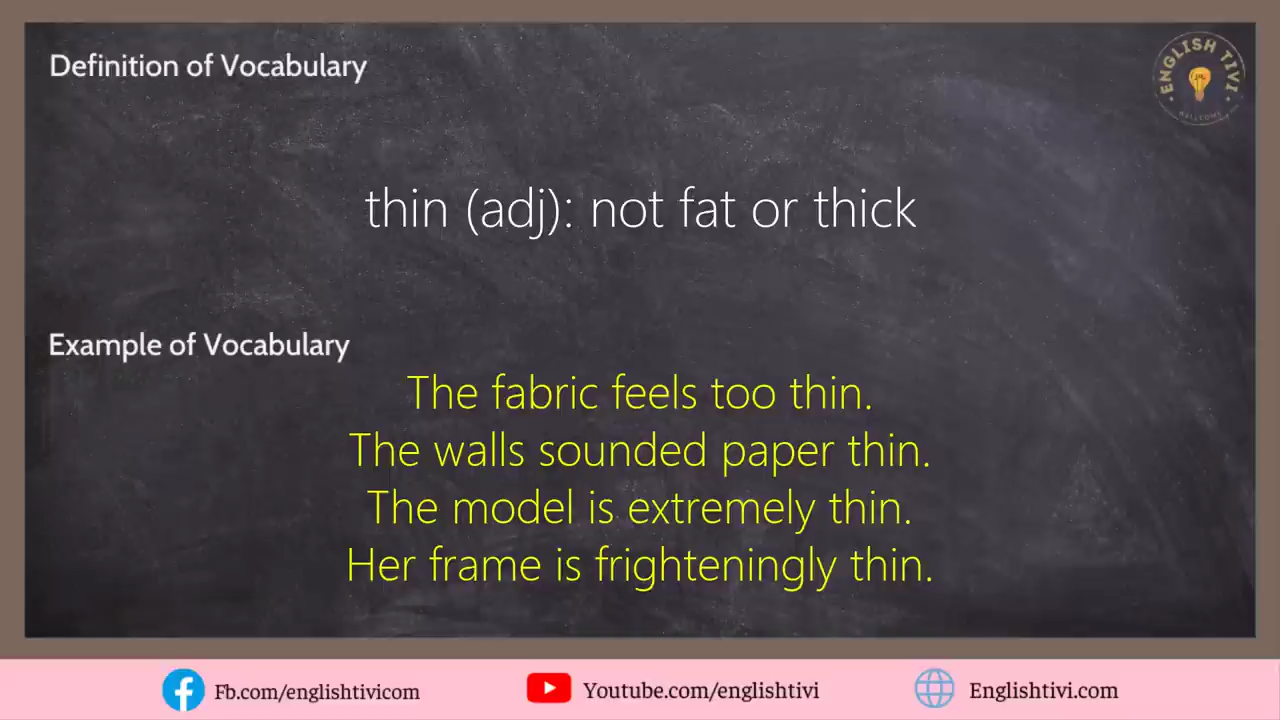 Definition of Vocabulary
ENGLISH TIVI
WELCOME
thin (adj): not fat or thick
Example of Vocabulary
The fabric feels too thin.
The walls sounded paper thin.
The model is extremely thin.
Her frame is frighteningly thin.
Fb.com/englishtivicom
Youtube.com/englishtivi
Englishtivi.com